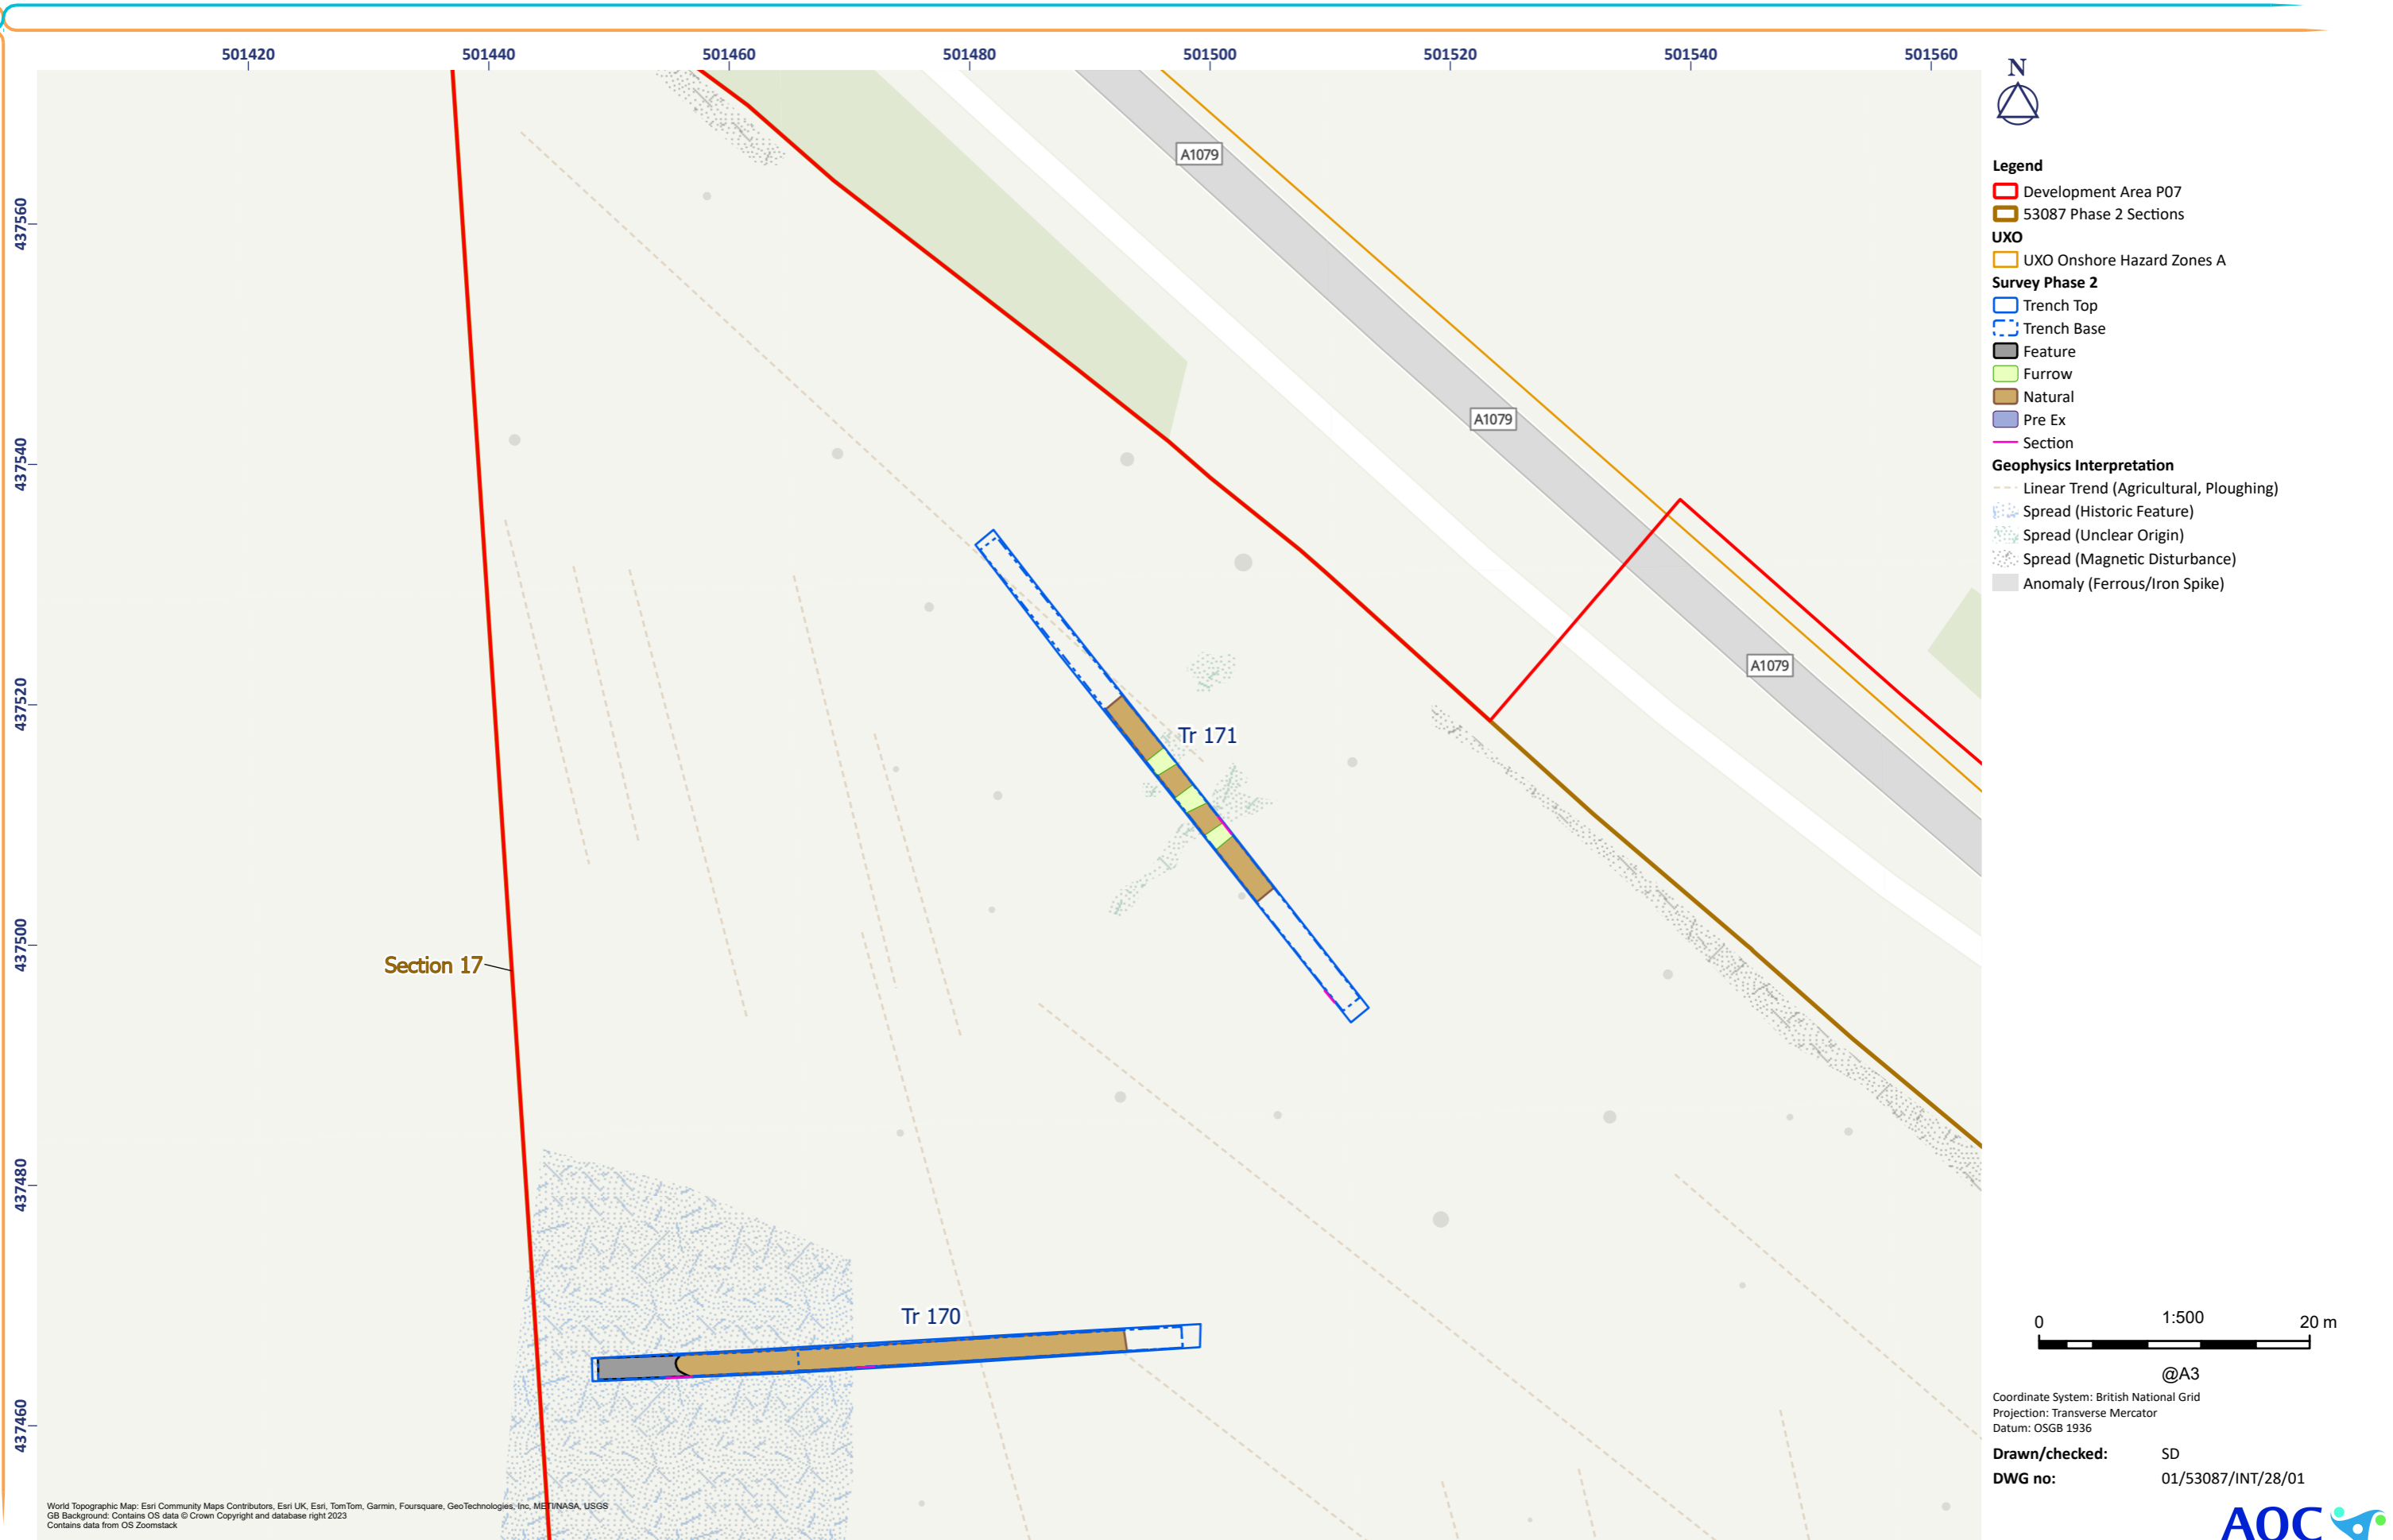 501420 501440 501460 501480 501500 501520 501540 501560
437560
437540
437520
437500
437480
437460
A1079
A1079
A1079
Tr 171
Section 17
Tr 170
World Topographic Map: Esri Community Maps Contributors, Esri UK, Esri, TomTom, Garmin, Foursquare, GeoTechnologies, Inc, METI/NASA, USGS
GB Background: Contains OS data © Crown Copyright and database right 2023
Contains data from OS Zoomstack
N
Legend
Development Area P07
53087 Phase 2 Sections
UXO
UXO Onshore Hazard Zones A
Survey Phase 2
Trench Top
Trench Base
Feature
Furrow
Natural
Pre Ex
Section
Geophysics Interpretation
Linear Trend (Agricultural, Ploughing)
Spread (Historic Feature)
Spread (Unclear Origin)
Spread (Magnetic Disturbance)
Anomaly (Ferrous/Iron Spike)
0 1:500 20 m
@A3
Coordinate System: British National Grid
Projection: Transverse Mercator
Datum: OSGB 1936
Drawn/checked: SD
DWG no: 01/53087/INT/28/01
AOC